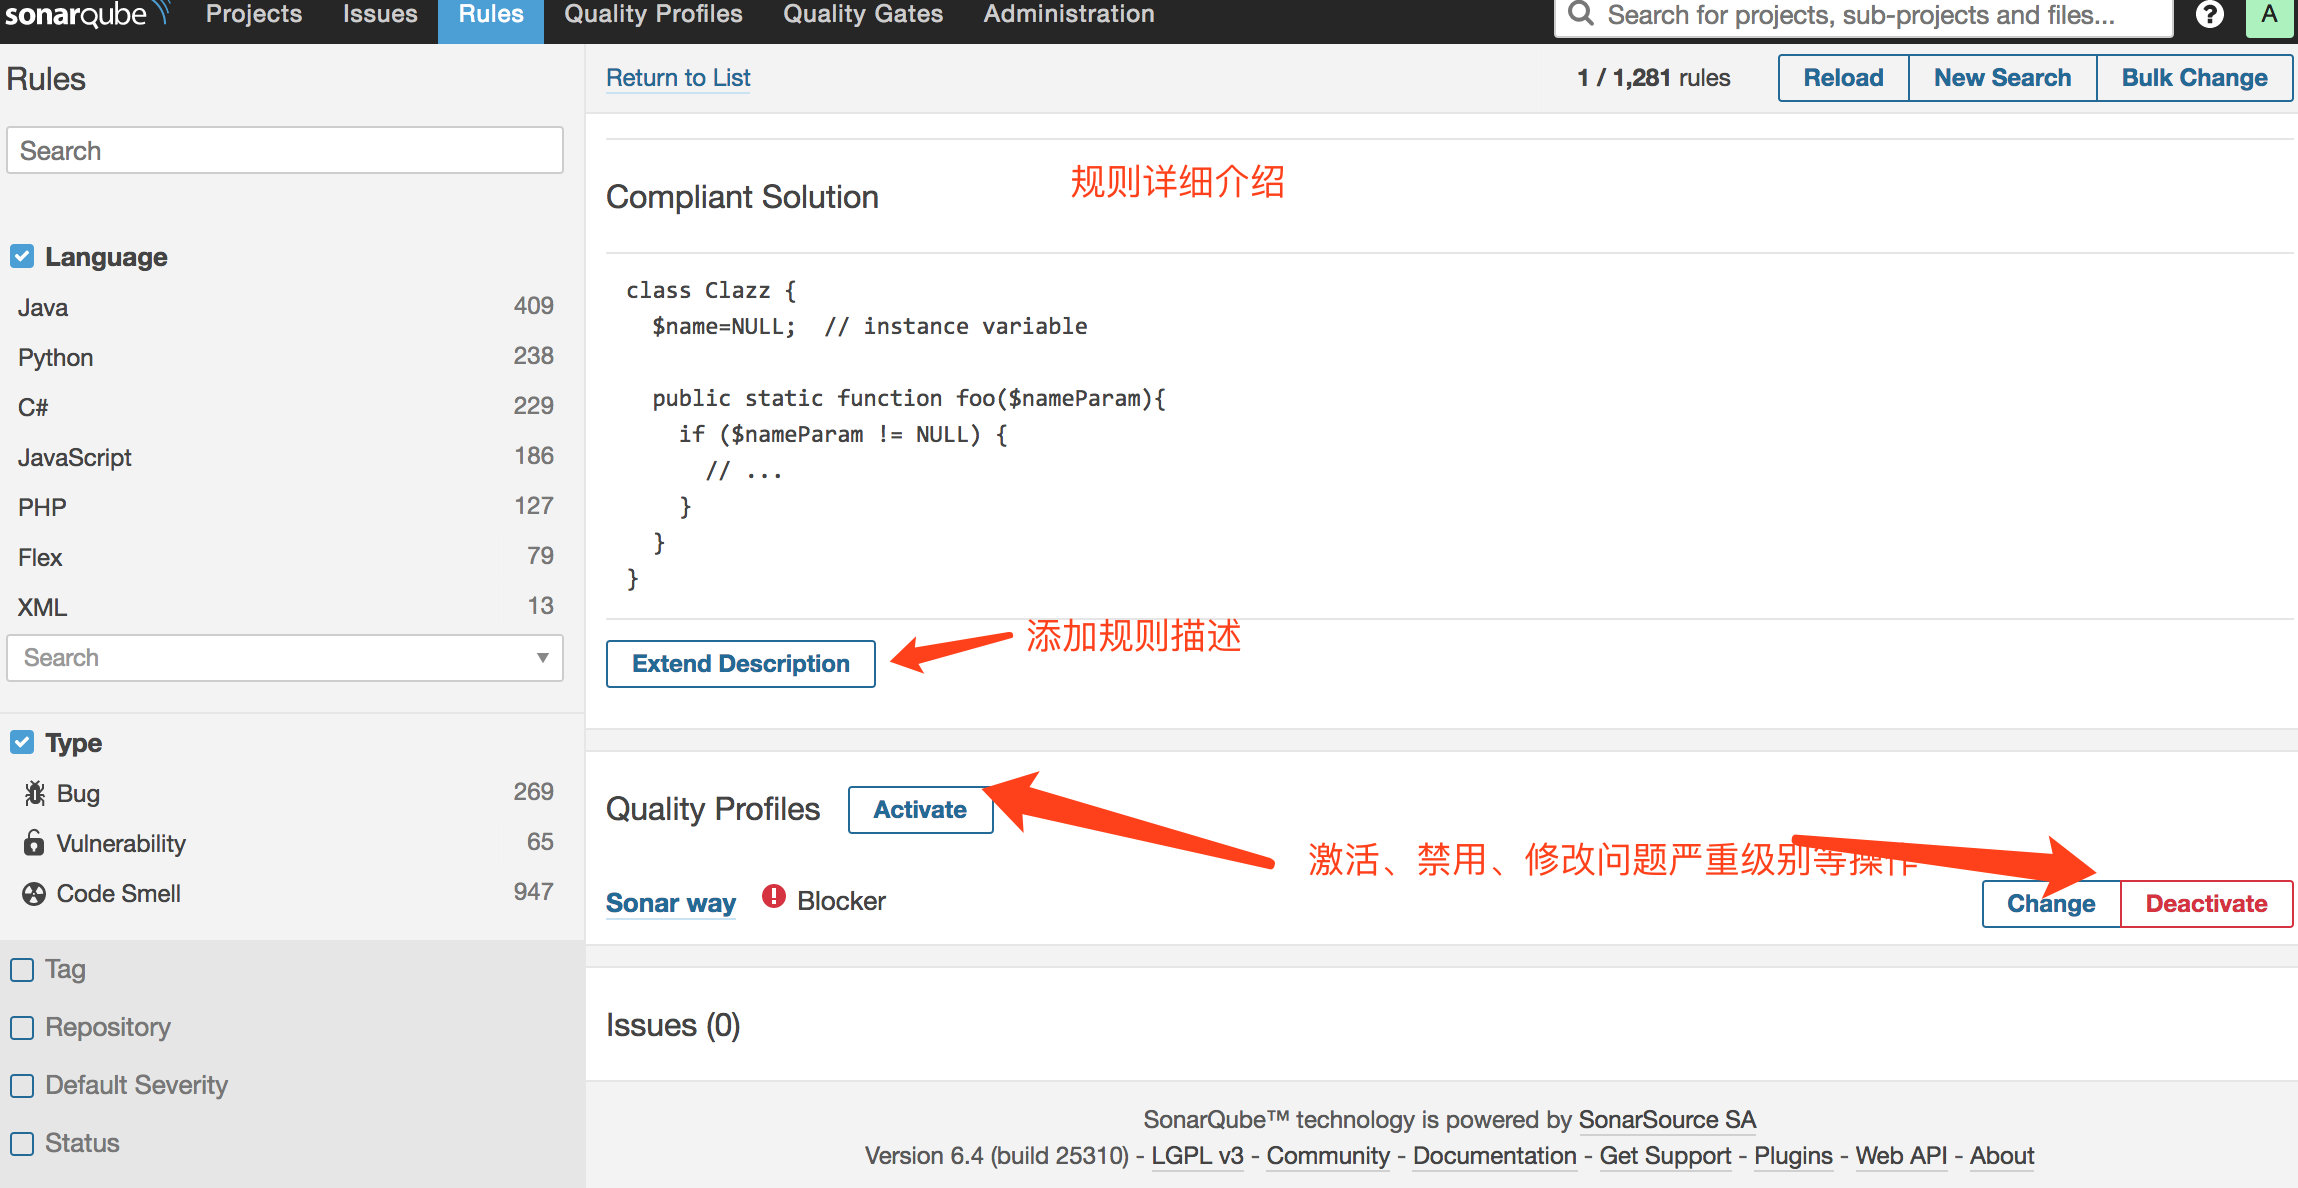 sonarqube Projects Issues Rules Quality Profiles Quality Gates Administration Search for projects, sub-projects and files... ? A
Rules
Search
Language
Java 409
Python 238
C# 229
JavaScript 186
PHP 127
Flex 79
XML 13
Search
Type
Bug 269
Vulnerability 65
Code Smell 947
Tag
Repository
Default Severity
Status
Return to List 1 / 1,281 rules Reload New Search Bulk Change
规则详细介绍
Compliant Solution
class Clazz {
$name=NULL;  // instance variable
public static function foo($nameParam){
if ($nameParam != NULL) {
// ...
}
}
}
添加规则描述
Extend Description
Quality Profiles Activate
激活、禁用、修改问题严重级别等操作
Sonar way Blocker Change Deactivate
Issues (0)
SonarQube™ technology is powered by SonarSource SA
Version 6.4 (build 25310) - LGPL v3 - Community - Documentation - Get Support - Plugins - Web API - About